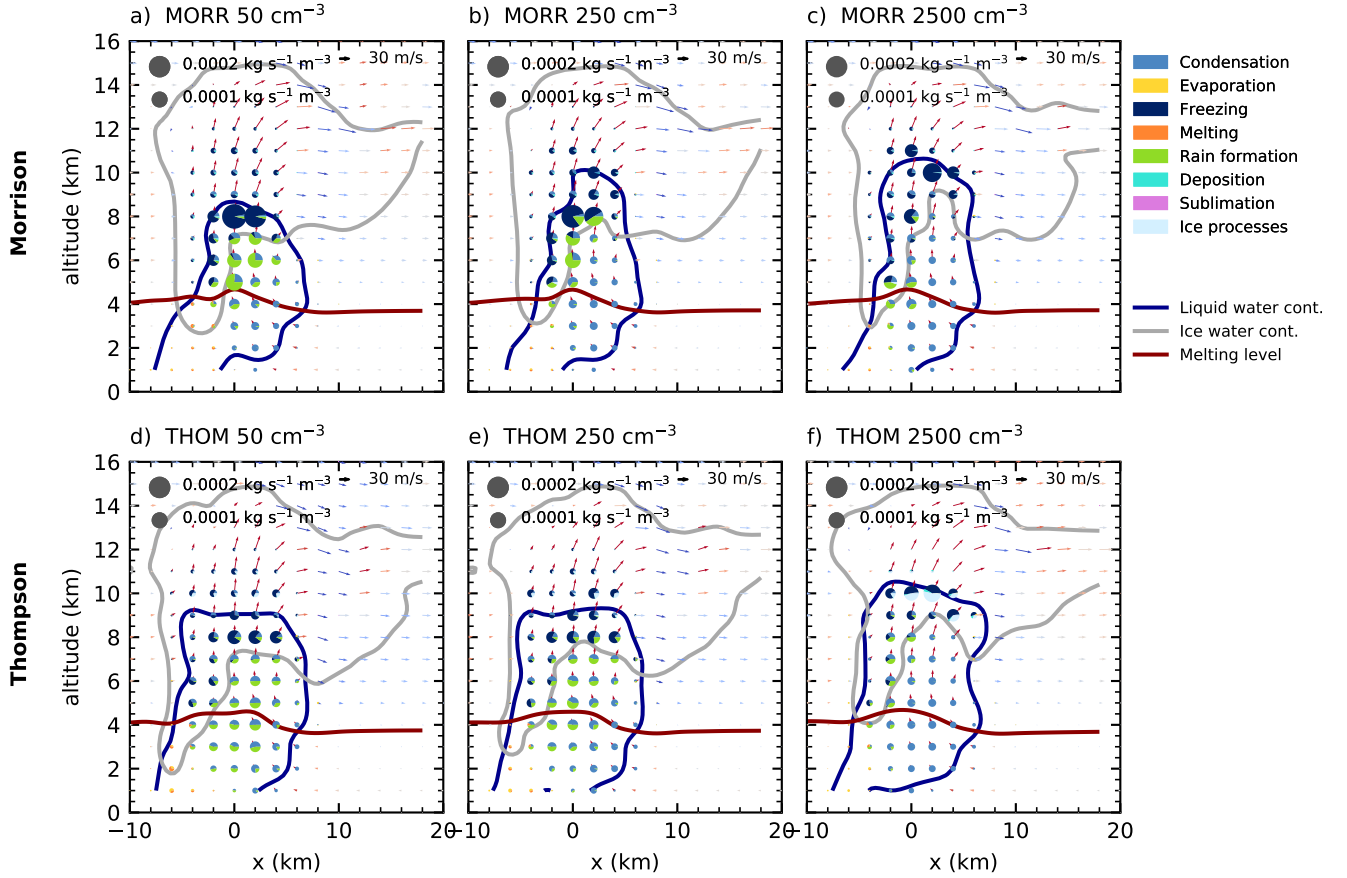 a) MORR 50 cm⁻³
b) MORR 250 cm⁻³
c) MORR 2500 cm⁻³
Morrison
altitude (km)
16
14
12
10
8
6
4
2
0
0.0002 kg s⁻¹ m⁻³
30 m/s
0.0001 kg s⁻¹ m⁻³
0.0002 kg s⁻¹ m⁻³
30 m/s
0.0001 kg s⁻¹ m⁻³
0.0002 kg s⁻¹ m⁻³
30 m/s
0.0001 kg s⁻¹ m⁻³
Condensation
Evaporation
Freezing
Melting
Rain formation
Deposition
Sublimation
Ice processes
Liquid water cont.
Ice water cont.
Melting level
d) THOM 50 cm⁻³
e) THOM 250 cm⁻³
f) THOM 2500 cm⁻³
Thompson
altitude (km)
16
14
12
10
8
6
4
2
0
0.0002 kg s⁻¹ m⁻³
30 m/s
0.0001 kg s⁻¹ m⁻³
0.0002 kg s⁻¹ m⁻³
30 m/s
0.0001 kg s⁻¹ m⁻³
0.0002 kg s⁻¹ m⁻³
30 m/s
0.0001 kg s⁻¹ m⁻³
−10 0 10 20
−10 0 10 20
−10 0 10 20
x (km)
x (km)
x (km)